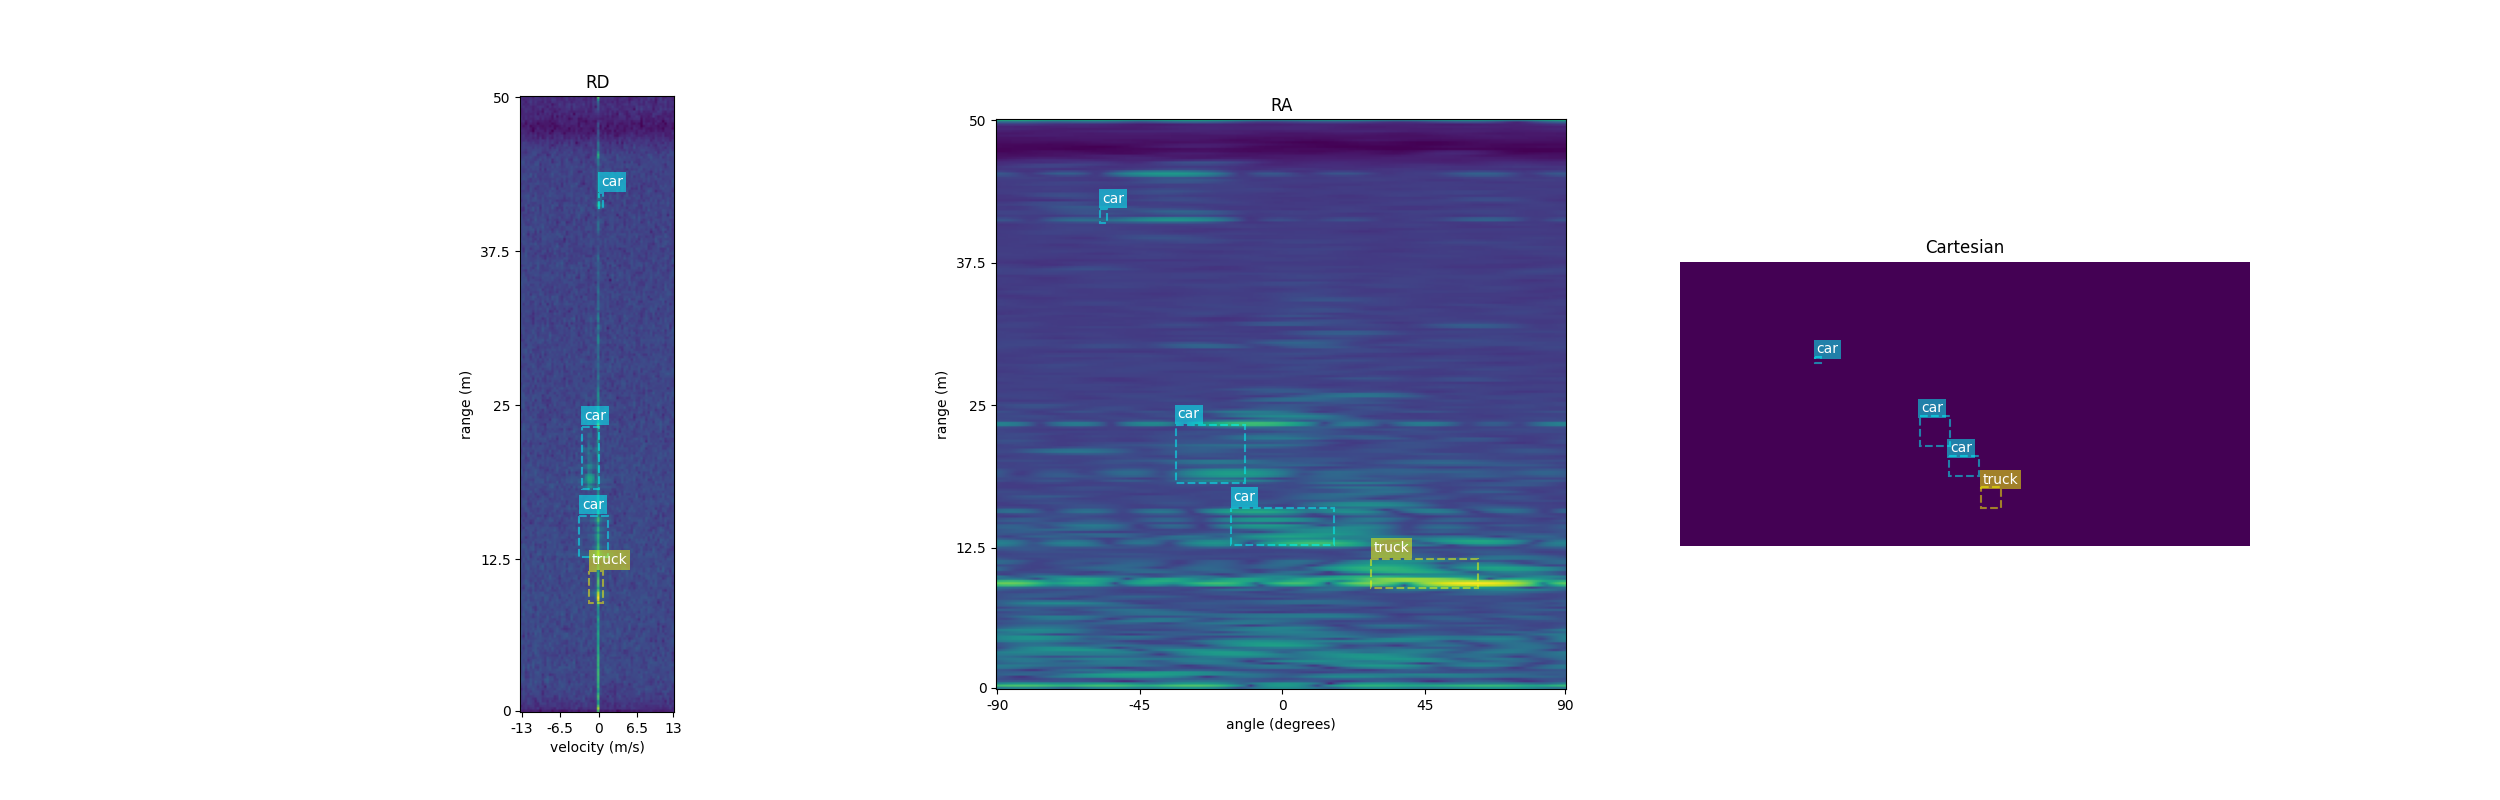 RD
50
37.5
25
12.5
0
range (m)
-13 -6.5 0 6.5 13
velocity (m/s)
car
car
car
truck
RA
50
37.5
25
12.5
0
range (m)
-90 -45 0 45 90
angle (degrees)
car
car
car
truck
Cartesian
car
car
car
truck